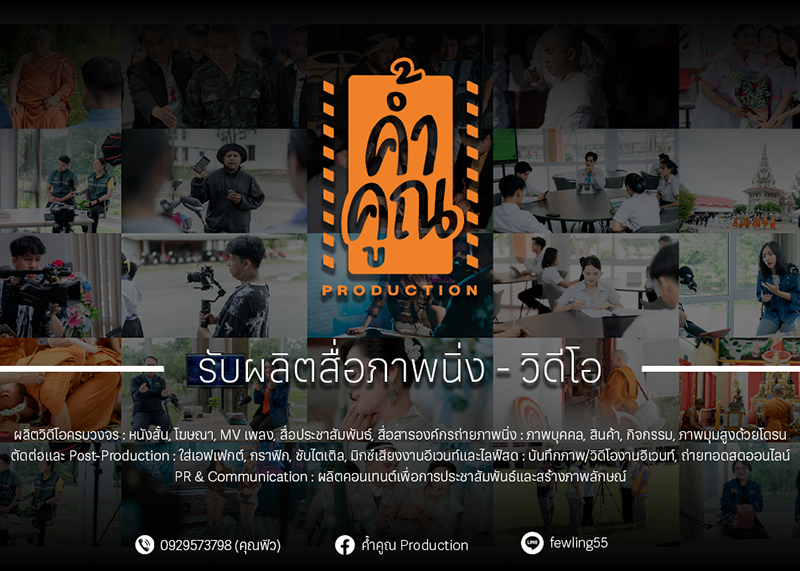 2
ค้ำ
คูณ
PRODUCTION
รับผลิตสื่อภาพนิ่ง - วิดีโอ
ผลิตวิดีโอครบวงจร : หนังสั้น, โฆษณา, MV เพลง, สื่อประชาสัมพันธ์, สื่อสารองค์กรถ่ายภาพนิ่ง : ภาพบุคคล, สินค้า, กิจกรรม, ภาพมุมสูงด้วยโดรน
ตัดต่อและ Post-Production : ใส่เอฟเฟกต์, กราฟิก, ซับไตเติล, มิกซ์เสียงงานอีเวนท์และไลฟ์สด : บันทึกภาพ/วิดีโองานอีเวนท์, ถ่ายทอดสดออนไลน์
PR & Communication : ผลิตคอนเทนต์เพื่อการประชาสัมพันธ์และสร้างภาพลักษณ์
0929573798 (คุณฟิว)
ค้ำคูณ Production
LINE
fewling55